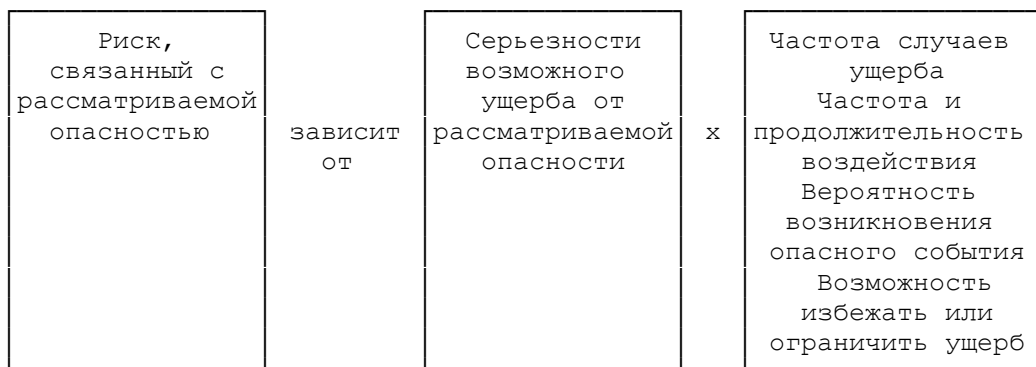 Риск,
связанный с
рассматриваемой
опасностью
зависит
от
Серьезности
возможного
ущерба от
рассматриваемой
опасности
x
Частота случаев
ущерба
Частота и
продолжительность
воздействия
Вероятность
возникновения
опасного события
Возможность
избежать или
ограничить ущерб